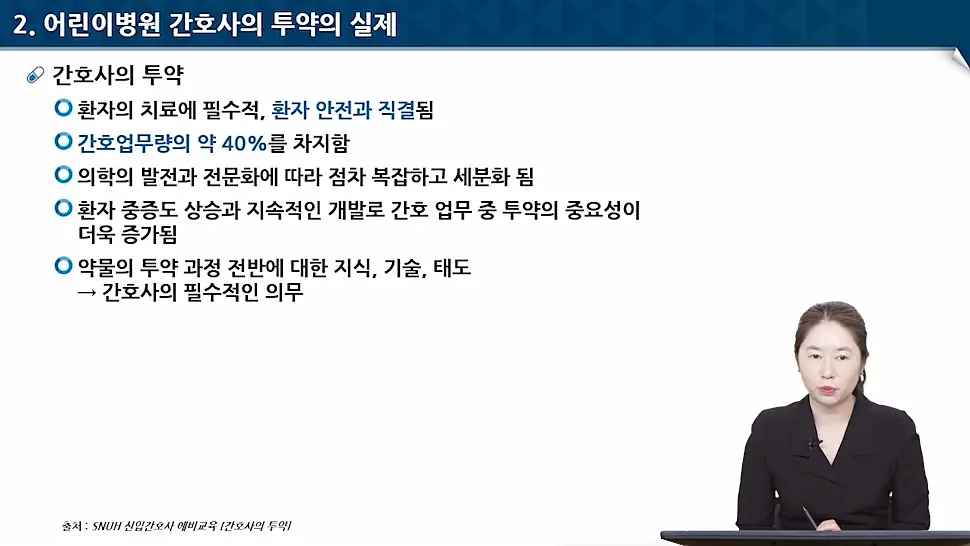 2. 어린이병원 간호사의 투약의 실제
간호사의 투약
환자의 치료에 필수적, 환자 안전과 직결됨
간호업무량의 약 40%를 차지함
의학의 발전과 전문화에 따라 점차 복잡하고 세분화 됨
환자 중증도 상승과 지속적인 개발로 간호 업무 중 투약의 중요성이
더욱 증가됨
약물의 투약 과정 전반에 대한 지식, 기술, 태도
→ 간호사의 필수적인 의무
출처 : SNUH 신입간호사 예비교육 [간호사의 투약]